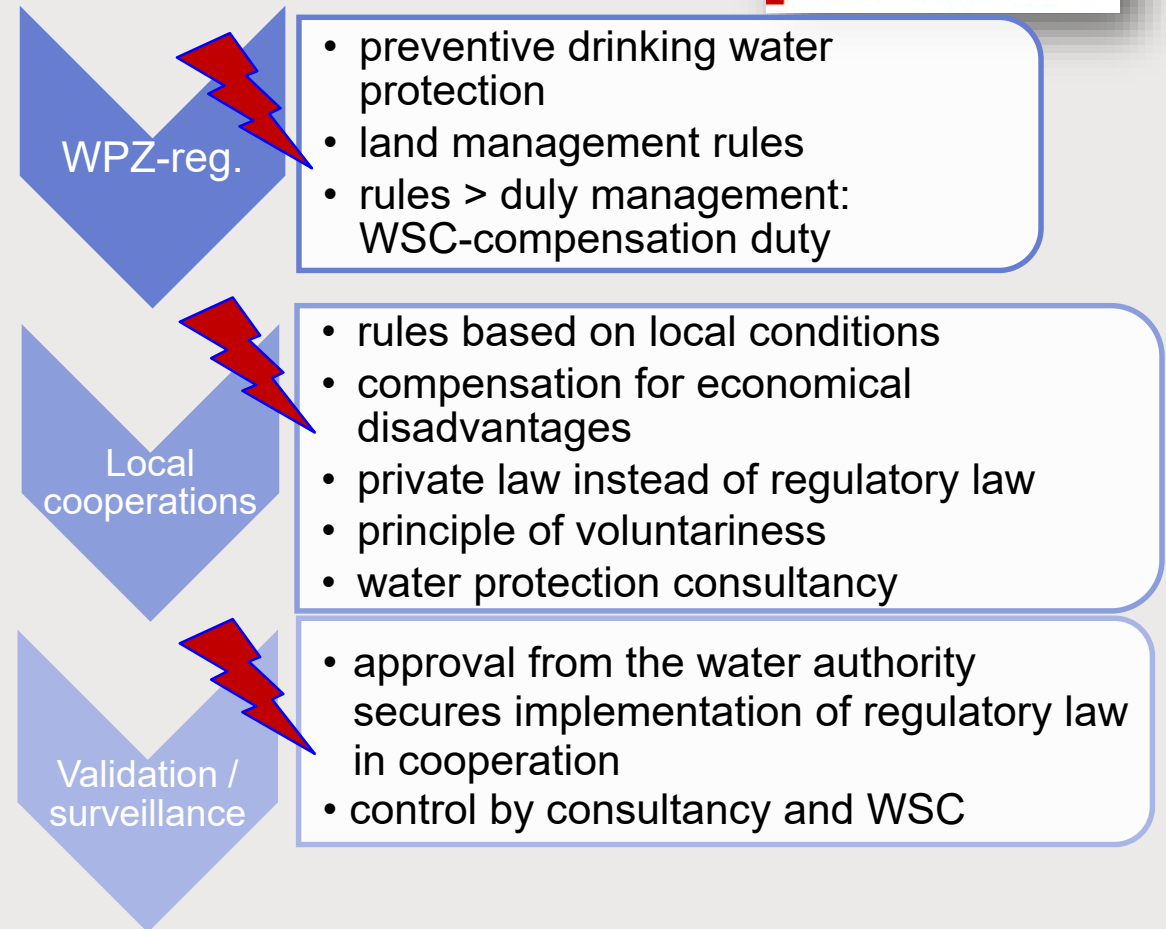 WPZ-reg.
• preventive drinking water
protection
• land management rules
• rules > duly management:
WSC-compensation duty
Local
cooperations
• rules based on local conditions
• compensation for economical
disadvantages
• private law instead of regulatory law
• principle of voluntariness
• water protection consultancy
Validation /
surveillance
• approval from the water authority
secures implementation of regulatory law
in cooperation
• control by consultancy and WSC